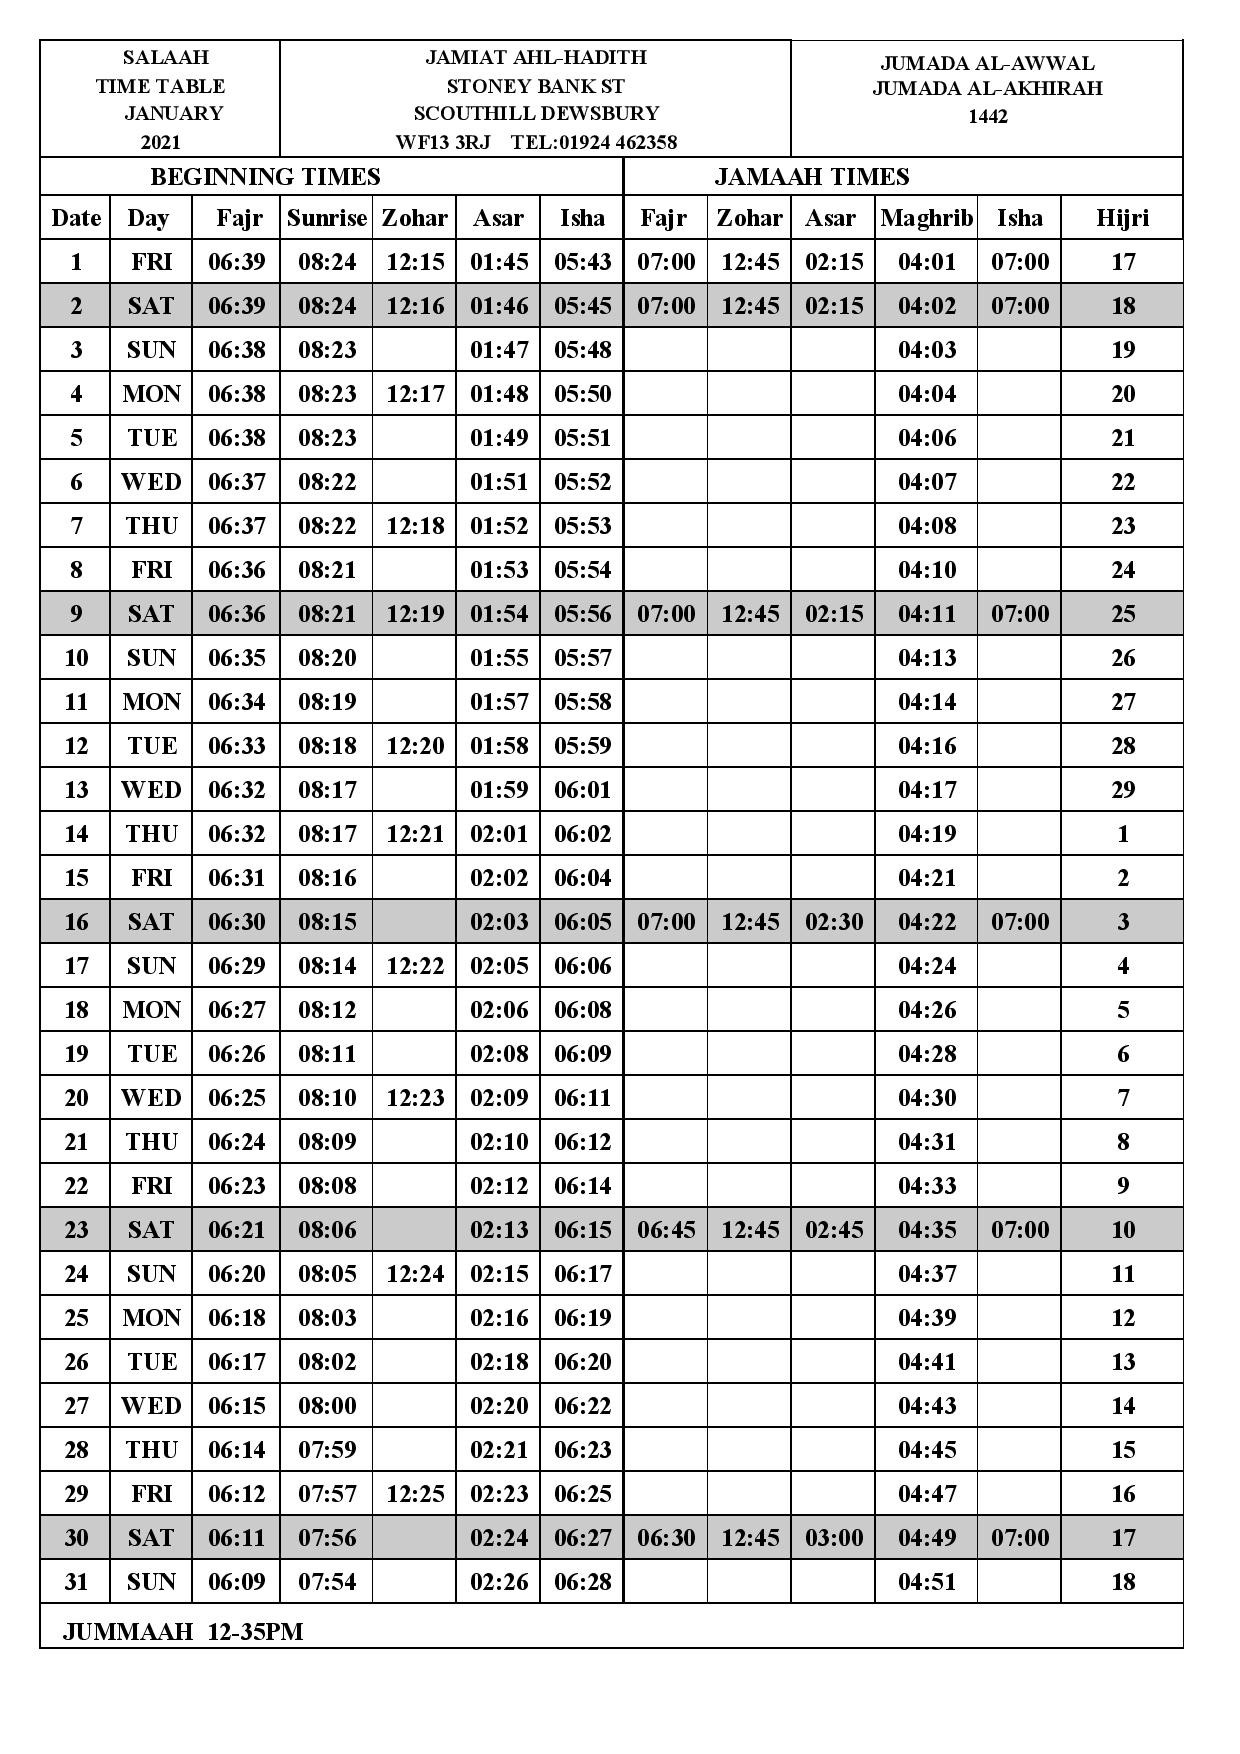 SALAAH
TIME TABLE
JANUARY
2021
JAMIAT AHL-HADITH
STONEY BANK ST
SCOUTHILL DEWSBURY
WF13 3RJ TEL:01924 462358
JUMADA AL-AWWAL
JUMADA AL-AKHIRAH
1442
BEGINNING TIMES JAMAAH TIMES
Date Day Fajr Sunrise Zohar Asar Isha Fajr Zohar Asar Maghrib Isha Hijri
1 FRI 06:39 08:24 12:15 01:45 05:43 07:00 12:45 02:15 04:01 07:00 17
2 SAT 06:39 08:24 12:16 01:46 05:45 07:00 12:45 02:15 04:02 07:00 18
3 SUN 06:38 08:23 01:47 05:48 04:03 19
4 MON 06:38 08:23 12:17 01:48 05:50 04:04 20
5 TUE 06:38 08:23 01:49 05:51 04:06 21
6 WED 06:37 08:22 01:51 05:52 04:07 22
7 THU 06:37 08:22 12:18 01:52 05:53 04:08 23
8 FRI 06:36 08:21 01:53 05:54 04:10 24
9 SAT 06:36 08:21 12:19 01:54 05:56 07:00 12:45 02:15 04:11 07:00 25
10 SUN 06:35 08:20 01:55 05:57 04:13 26
11 MON 06:34 08:19 01:57 05:58 04:14 27
12 TUE 06:33 08:18 12:20 01:58 05:59 04:16 28
13 WED 06:32 08:17 01:59 06:01 04:17 29
14 THU 06:32 08:17 12:21 02:01 06:02 04:19 1
15 FRI 06:31 08:16 02:02 06:04 04:21 2
16 SAT 06:30 08:15 02:03 06:05 07:00 12:45 02:30 04:22 07:00 3
17 SUN 06:29 08:14 12:22 02:05 06:06 04:24 4
18 MON 06:27 08:12 02:06 06:08 04:26 5
19 TUE 06:26 08:11 02:08 06:09 04:28 6
20 WED 06:25 08:10 12:23 02:09 06:11 04:30 7
21 THU 06:24 08:09 02:10 06:12 04:31 8
22 FRI 06:23 08:08 02:12 06:14 04:33 9
23 SAT 06:21 08:06 02:13 06:15 06:45 12:45 02:45 04:35 07:00 10
24 SUN 06:20 08:05 12:24 02:15 06:17 04:37 11
25 MON 06:18 08:03 02:16 06:19 04:39 12
26 TUE 06:17 08:02 02:18 06:20 04:41 13
27 WED 06:15 08:00 02:20 06:22 04:43 14
28 THU 06:14 07:59 02:21 06:23 04:45 15
29 FRI 06:12 07:57 12:25 02:23 06:25 04:47 16
30 SAT 06:11 07:56 02:24 06:27 06:30 12:45 03:00 04:49 07:00 17
31 SUN 06:09 07:54 02:26 06:28 04:51 18
JUMMAAH 12-35PM